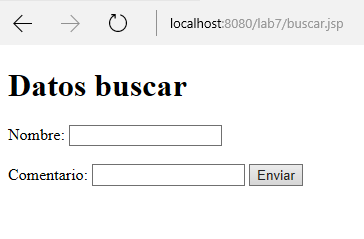 localhost:8080/lab7/buscar.jsp
Datos buscar
Nombre:
Comentario: Enviar